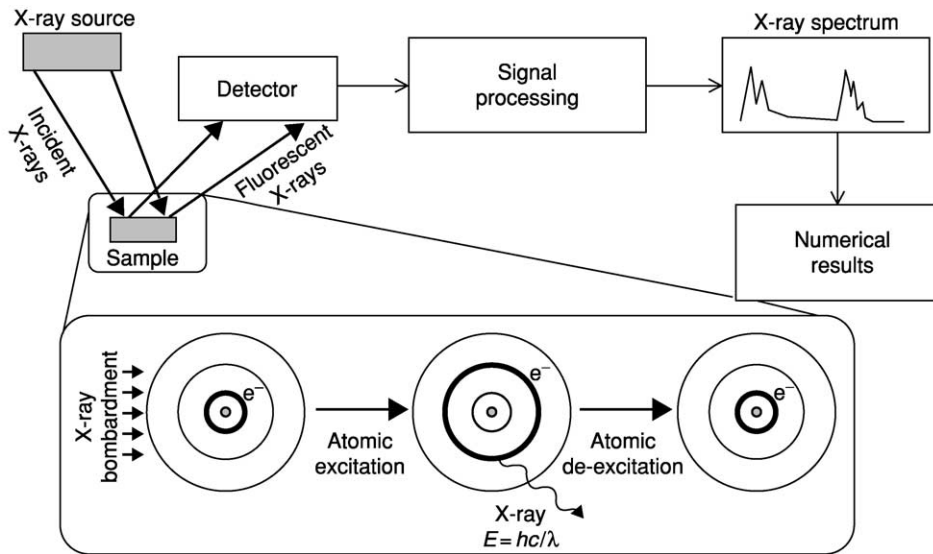 X-ray source
X-ray spectrum
Detector
Signal
processing
Incident
X-rays
Fluorescent
X-rays
Sample
Numerical
results
X-ray
bombardment
e⁻
Atomic
excitation
e⁻
Atomic
de-excitation
e⁻
X-ray
E = hc/λ